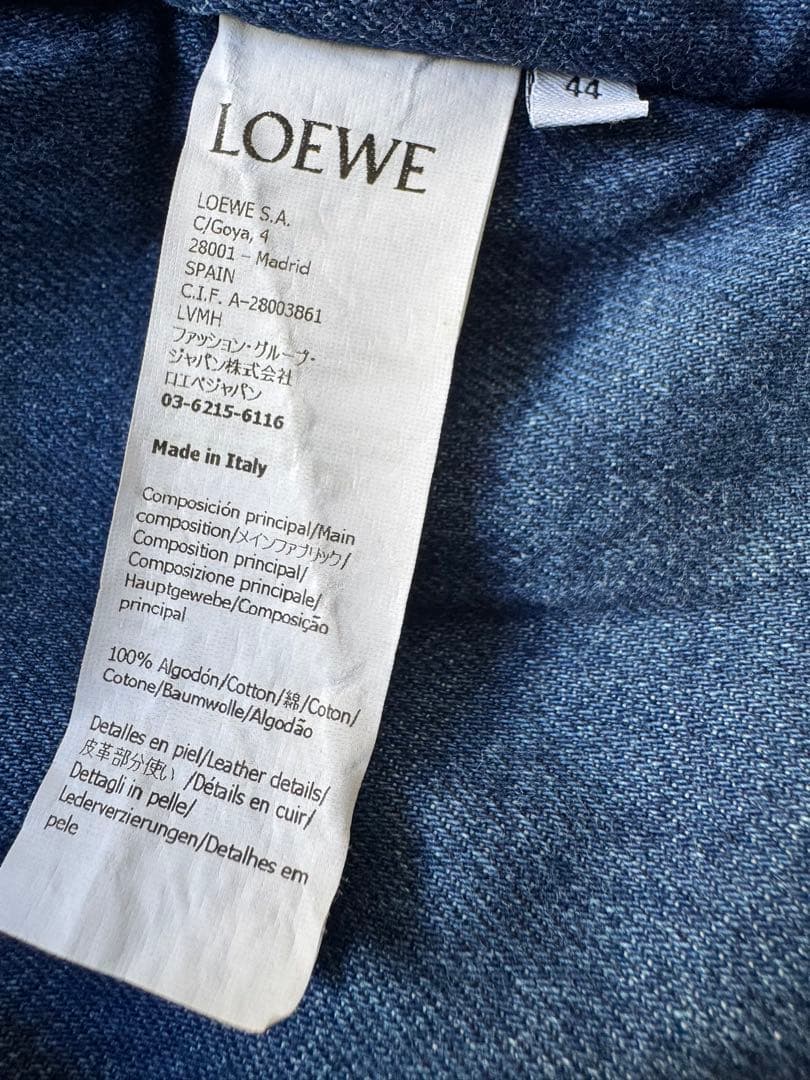 LOEWE
44
LOEWE S.A.
C/Goya, 4
28001 – Madrid
SPAIN
C.I.F. A-28003861
LVMH
ファッション・グループ・
ジャパン株式会社
ロエベジャパン
03-6215-6116
Made in Italy
Composición principal/Main
composition/メインファブリック/
Composition principal/
Composizione principale/
Hauptgewebe/Composição
principal
100% Algodón/Cotton/綿/Coton/
Cotone/Baumwolle/Algodão
Detalles en piel/Leather details/
皮革部分使い /Détails en cuir/
Dettagli in pelle/
Lederverzierungen/Detalhes em
pele